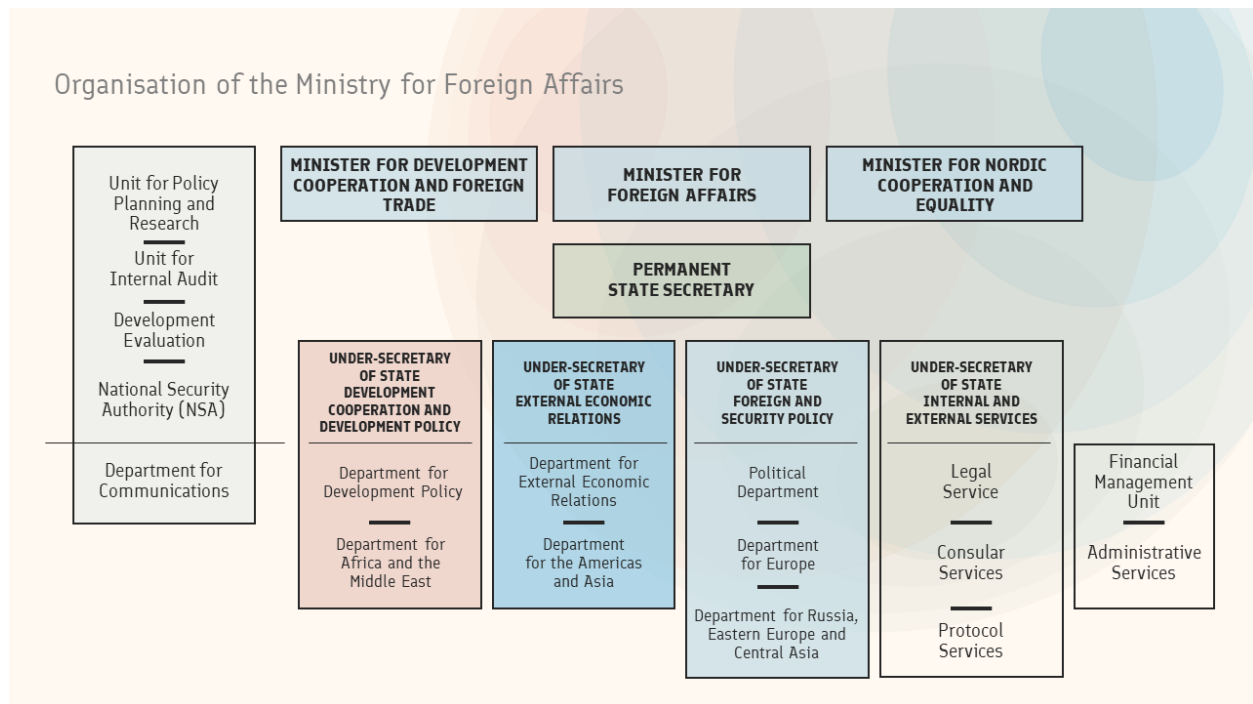 Organisation of the Ministry for Foreign Affairs
Unit for Policy
Planning and
Research
Unit for
Internal Audit
Development
Evaluation
National Security
Authority (NSA)
Department for
Communications
MINISTER FOR DEVELOPMENT
COOPERATION AND FOREIGN
TRADE
MINISTER FOR
FOREIGN AFFAIRS
MINISTER FOR NORDIC
COOPERATION AND
EQUALITY
PERMANENT
STATE SECRETARY
UNDER-SECRETARY
OF STATE
DEVELOPMENT
COOPERATION AND
DEVELOPMENT POLICY
Department for
Development Policy
Department for
Africa and the
Middle East
UNDER-SECRETARY
OF STATE
EXTERNAL ECONOMIC
RELATIONS
Department for
External Economic
Relations
Department
for the Americas
and Asia
UNDER-SECRETARY
OF STATE
FOREIGN AND
SECURITY POLICY
Political
Department
Department
for Europe
Department for Russia,
Eastern Europe and
Central Asia
UNDER-SECRETARY
OF STATE
INTERNAL AND
EXTERNAL SERVICES
Legal
Service
Consular
Services
Protocol
Services
Financial
Management
Unit
Administrative
Services